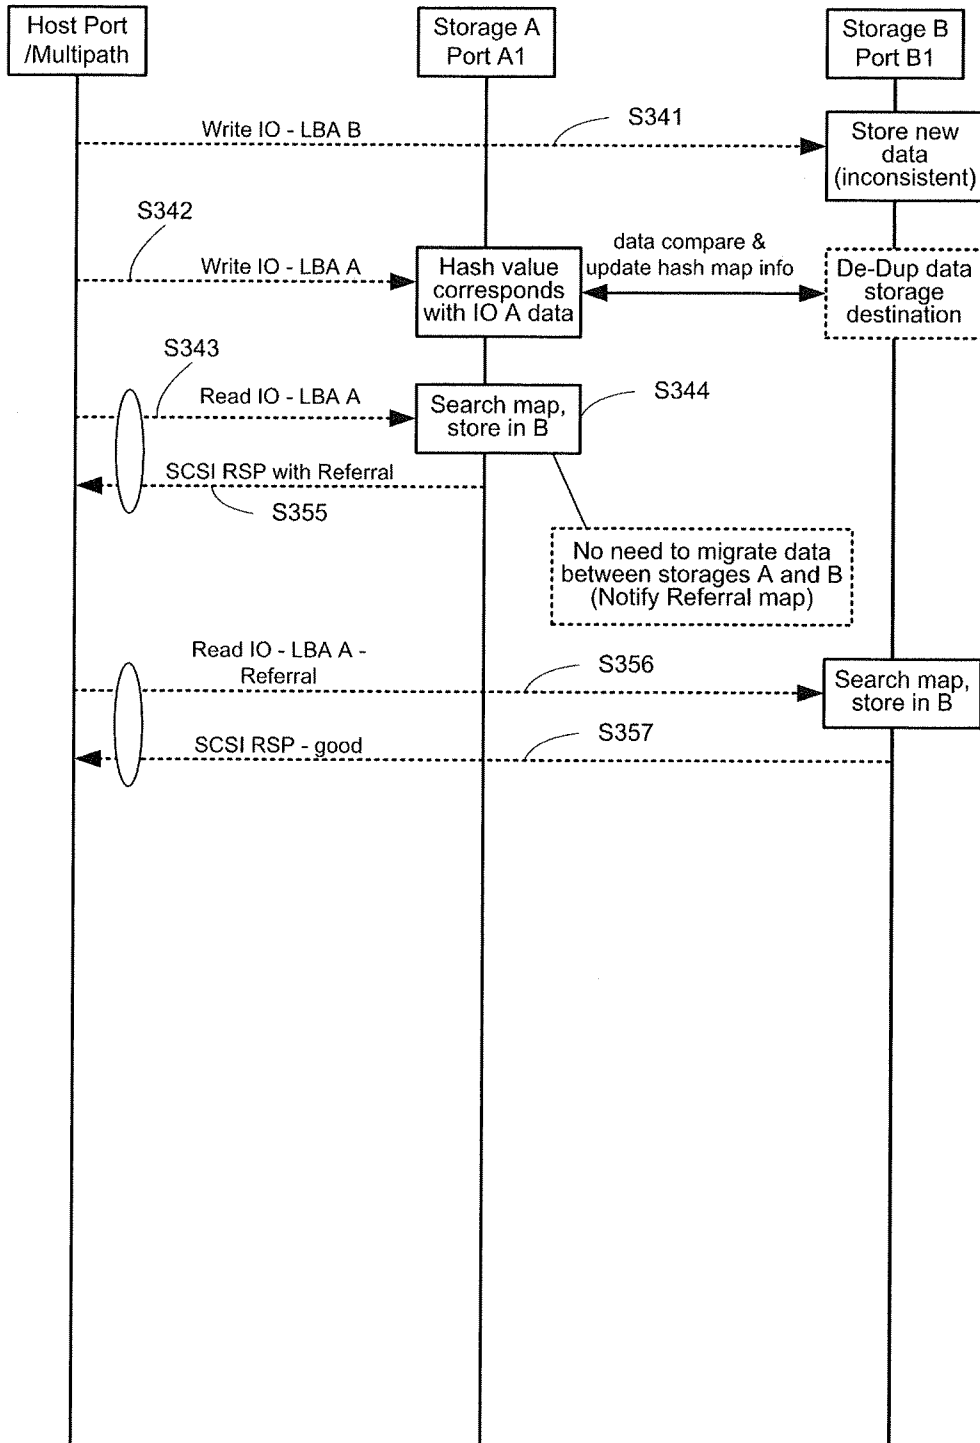 Host Port
/Multipath
Storage A
Port A1
Storage B
Port B1
Write IO - LBA B
S341
Store new
data
(inconsistent)
S342
Write IO - LBA A
Hash value
corresponds
with IO A data
data compare &
update hash map info
De-Dup data
storage
destination
S343
Read IO - LBA A
Search map,
store in B
S344
SCSI RSP with Referral
S355
No need to migrate data
between storages A and B
(Notify Referral map)
Read IO - LBA A -
Referral
S356
Search map,
store in B
S357
SCSI RSP - good